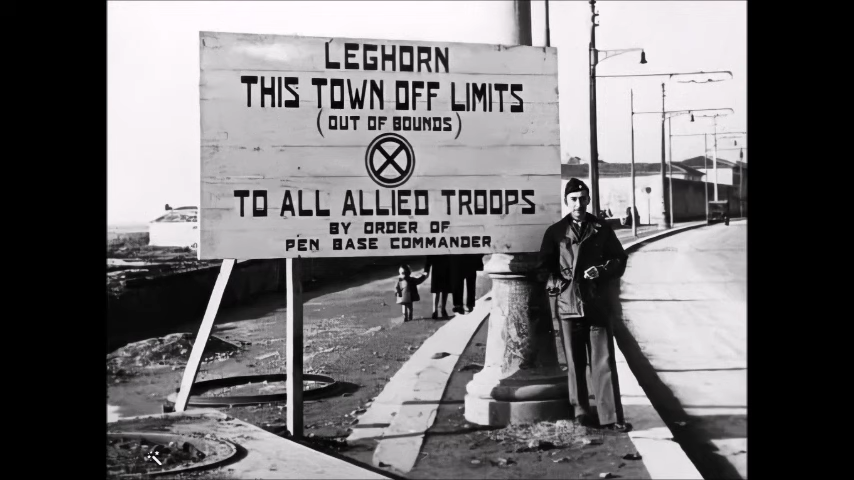 LEGHORN
THIS TOWN OFF LIMITS
(OUT OF BOUNDS)
TO ALL ALLIED TROOPS
BY ORDER OF
PEN BASE COMMANDER